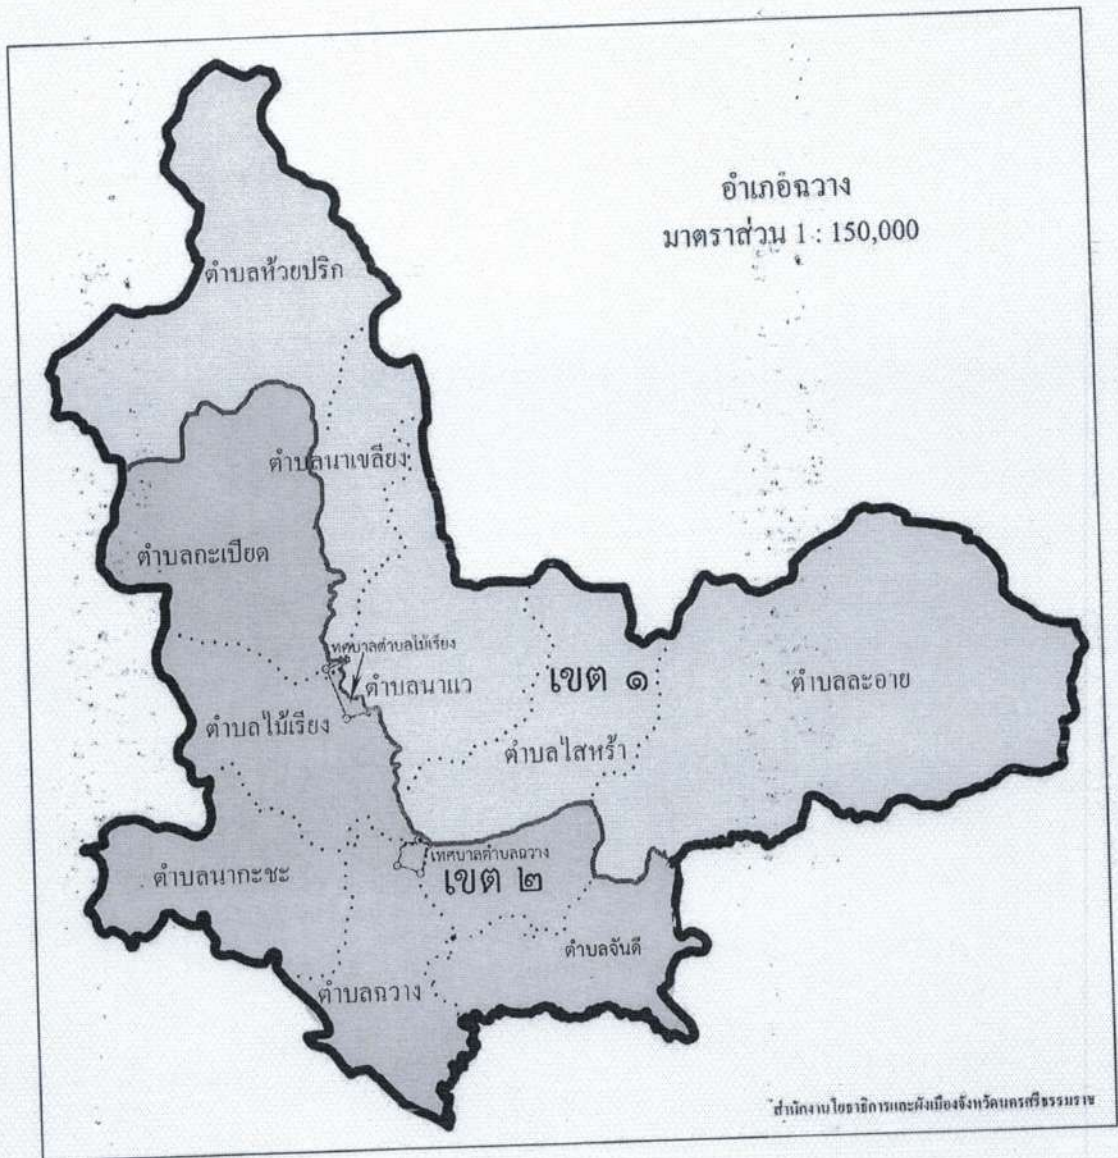 อำเภอฉวาง
มาตราส่วน 1 : 150,000
ตำบลห้วยปริก
ตำบลนาเขลียง
ตำบลกะเปียด
เทศบาลตำบลไม้เรียง
ตำบลนาแว
เขต ๑
ตำบลละอาย
ตำบลไม้เรียง
ตำบลไสหร้า
เทศบาลตำบลฉวาง
ตำบลนากะชะ
เขต ๒
ตำบลจันดี
ตำบลฉวาง
สำนักงานโยธาธิการและผังเมืองจังหวัดนครศรีธรรมราช